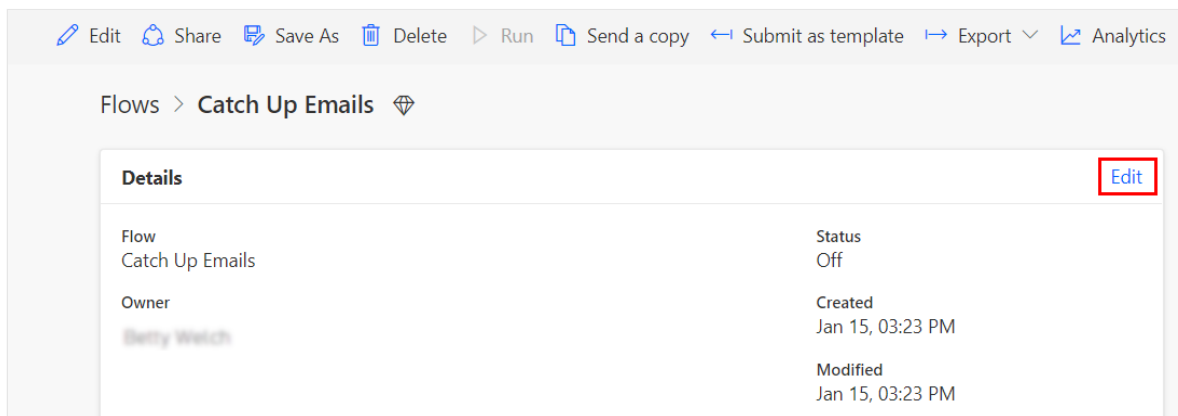 Edit Share Save As Delete Run Send a copy Submit as template Export Analytics
Flows > Catch Up Emails
Details Edit
Flow
Catch Up Emails
Owner
Status
Off
Created
Jan 15, 03:23 PM
Modified
Jan 15, 03:23 PM